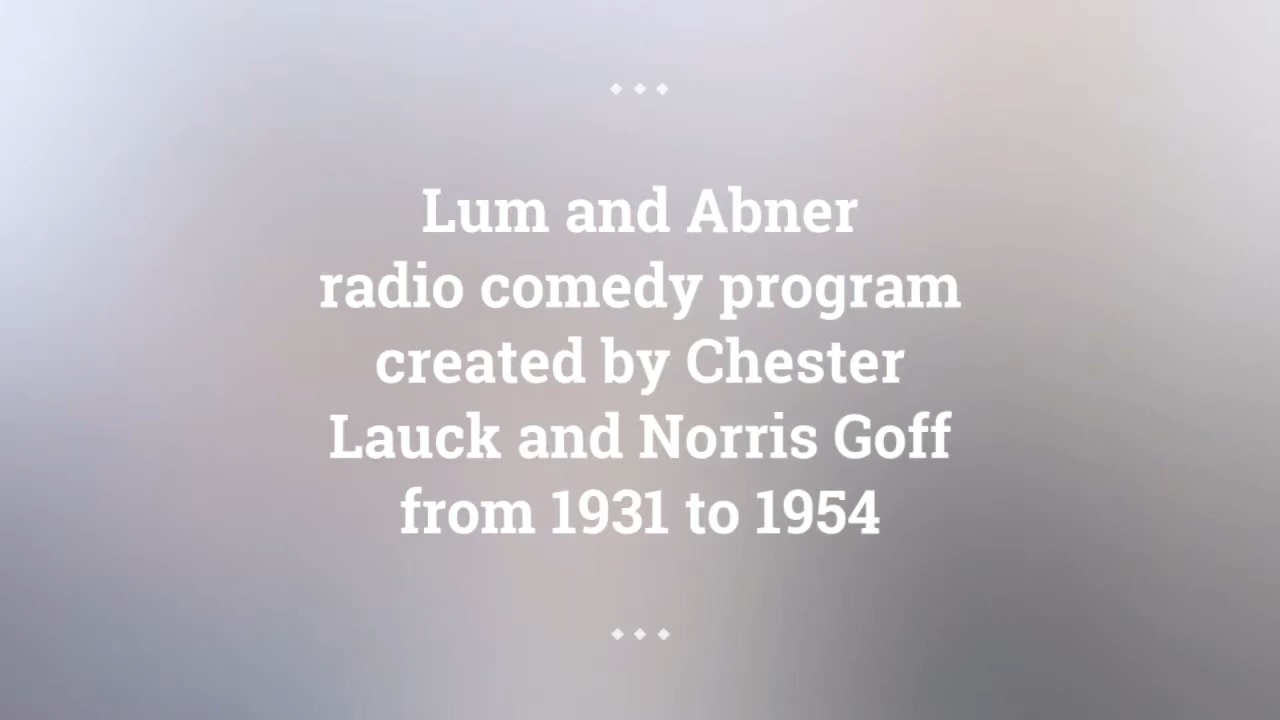 Lum and Abner
radio comedy program
created by Chester
Lauck and Norris Goff
from 1931 to 1954